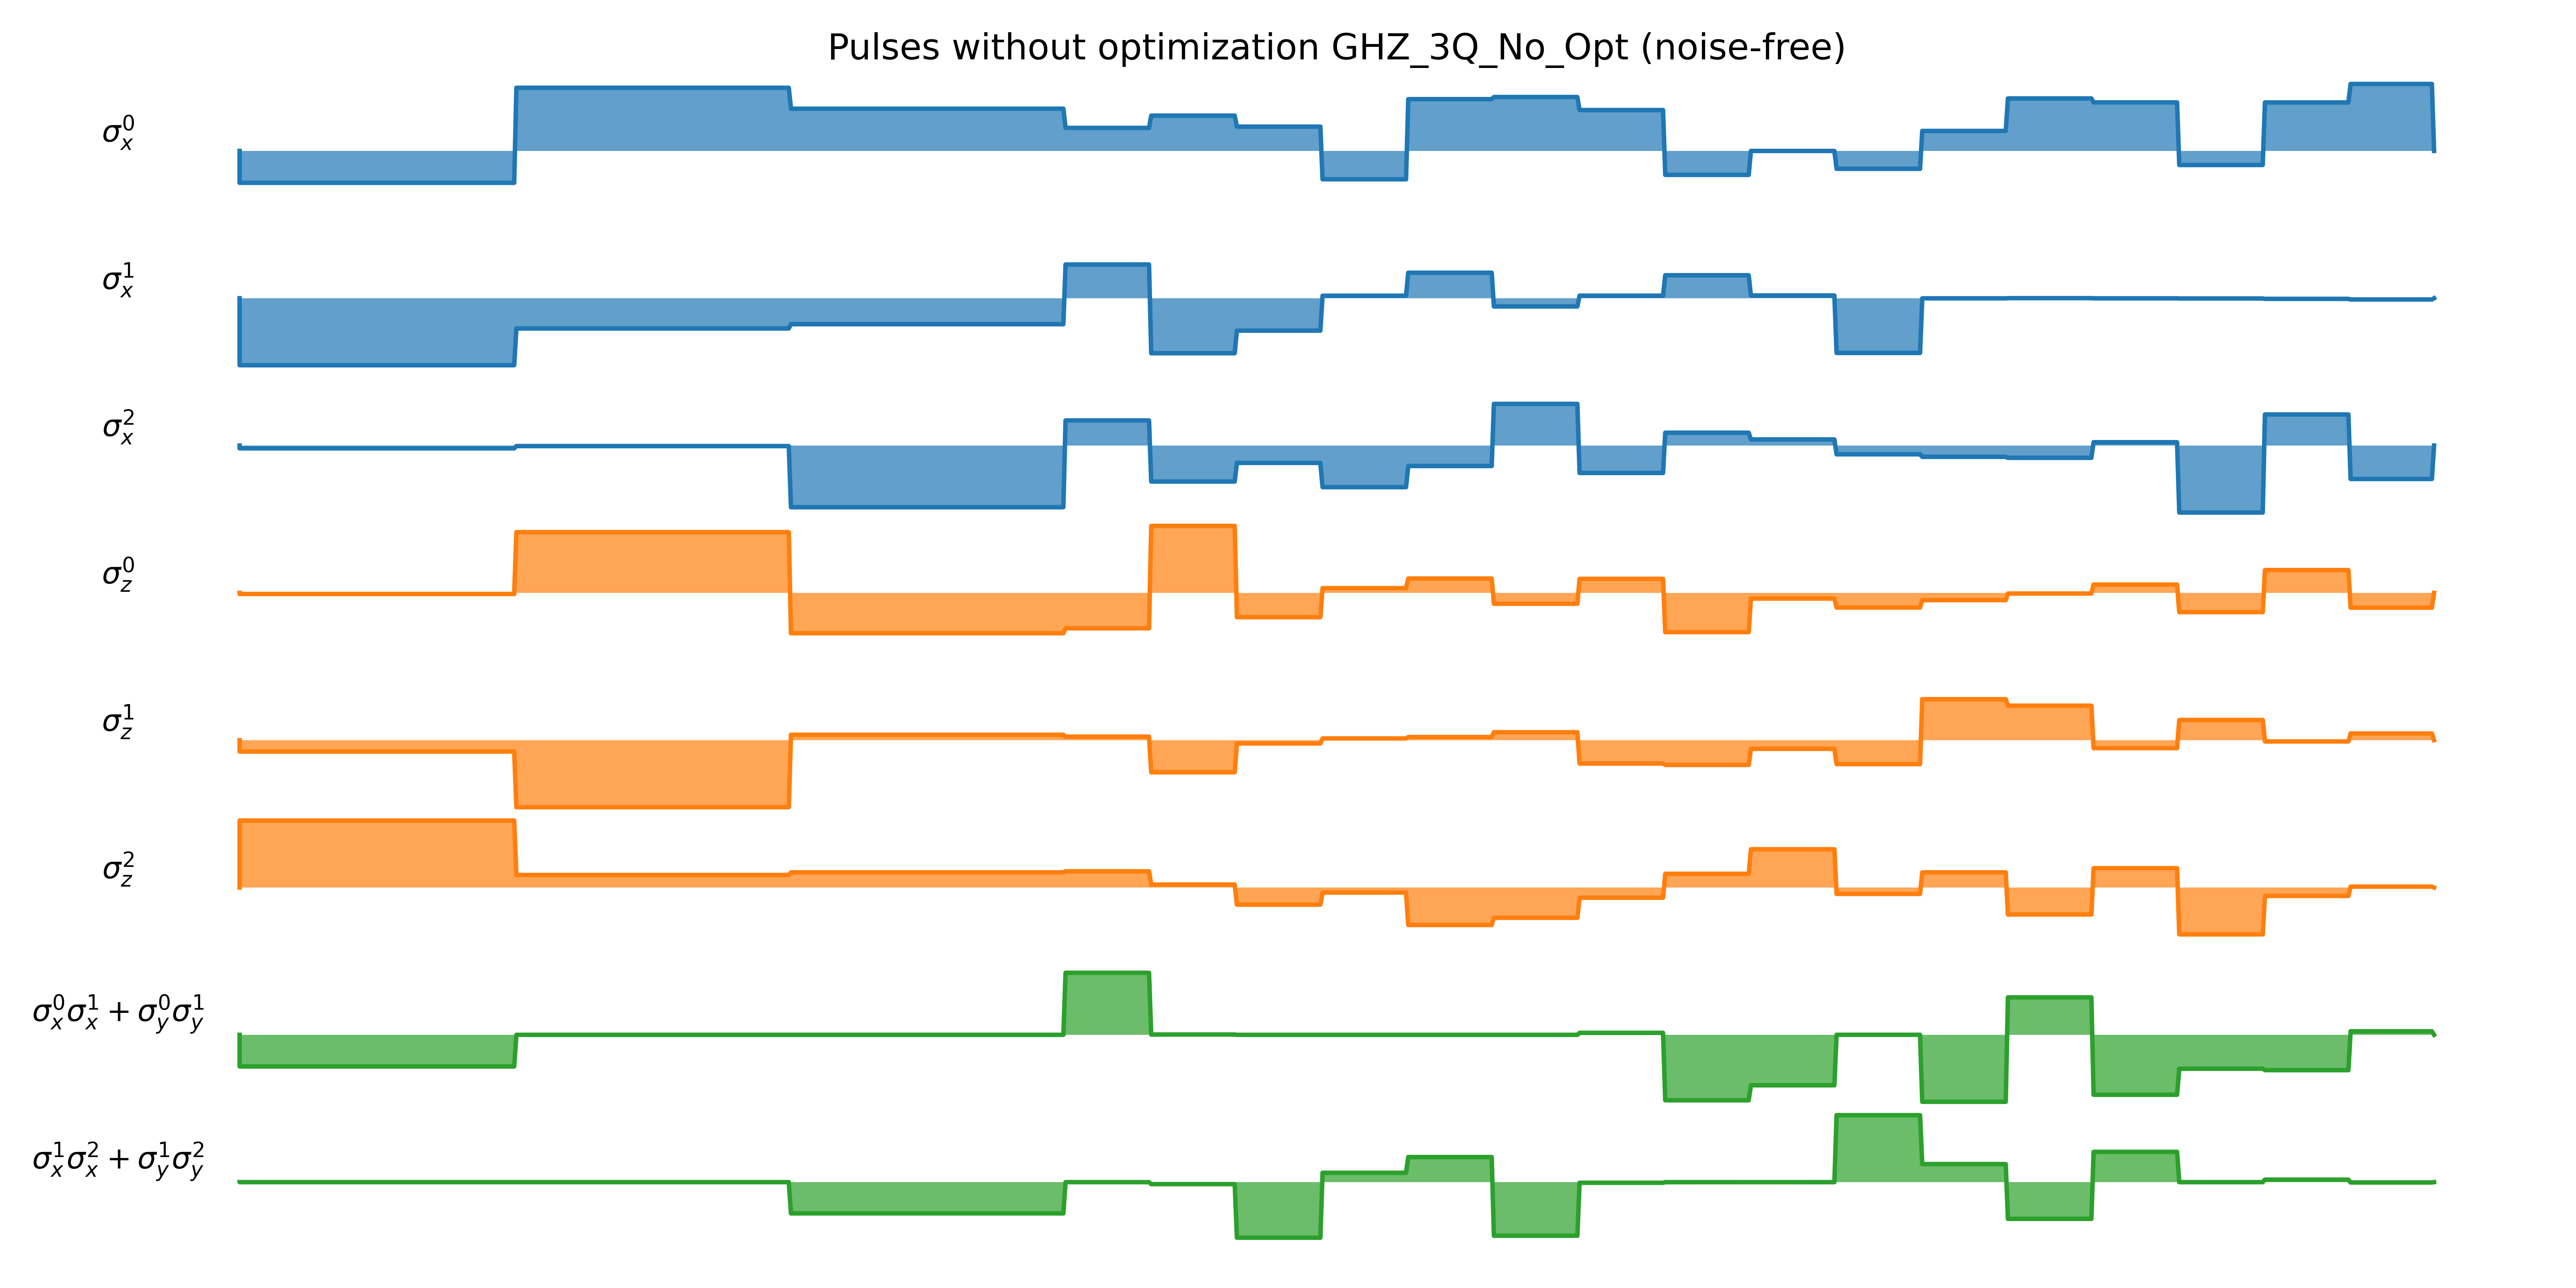 Pulses without optimization GHZ_3Q_No_Opt (noise-free)
σ_x^0
σ_x^1
σ_x^2
σ_z^0
σ_z^1
σ_z^2
σ_x^0σ_x^1 + σ_y^0σ_y^1
σ_x^1σ_x^2 + σ_y^1σ_y^2